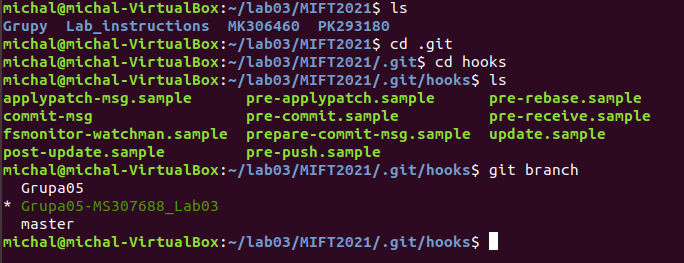 michal@michal-VirtualBox:~/lab03/MIFT2021$ ls
Grupy  Lab_instructions  MK306460  PK293180
michal@michal-VirtualBox:~/lab03/MIFT2021$ cd .git
michal@michal-VirtualBox:~/lab03/MIFT2021/.git$ cd hooks
michal@michal-VirtualBox:~/lab03/MIFT2021/.git/hooks$ ls
applypatch-msg.sample      pre-applypatch.sample      pre-rebase.sample
commit-msg                 pre-commit.sample          pre-receive.sample
fsmonitor-watchman.sample  prepare-commit-msg.sample  update.sample
post-update.sample         pre-push.sample
michal@michal-VirtualBox:~/lab03/MIFT2021/.git/hooks$ git branch
  Grupa05
* Grupa05-MS307688_Lab03
  master
michal@michal-VirtualBox:~/lab03/MIFT2021/.git/hooks$